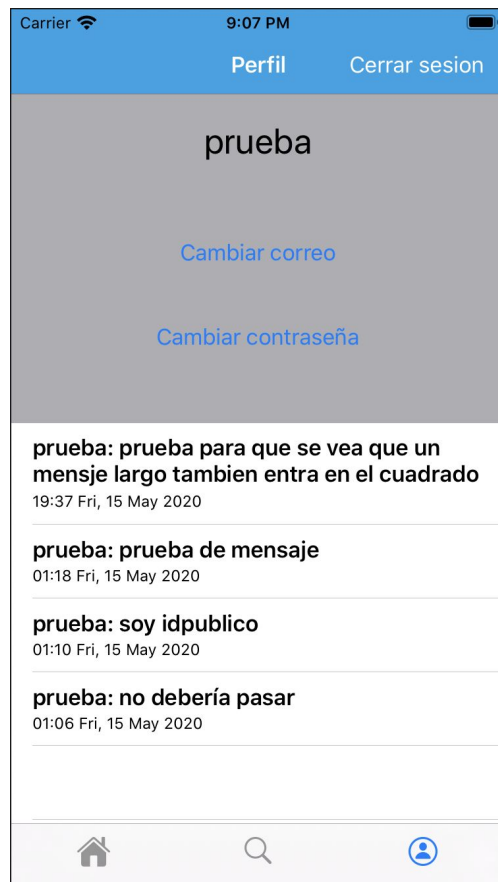 Carrier
9:07 PM
Perfil
Cerrar sesion
prueba
Cambiar correo
Cambiar contraseña
prueba: prueba para que se vea que un
mensje largo tambien entra en el cuadrado
19:37 Fri, 15 May 2020
prueba: prueba de mensaje
01:18 Fri, 15 May 2020
prueba: soy idpublico
01:10 Fri, 15 May 2020
prueba: no debería pasar
01:06 Fri, 15 May 2020